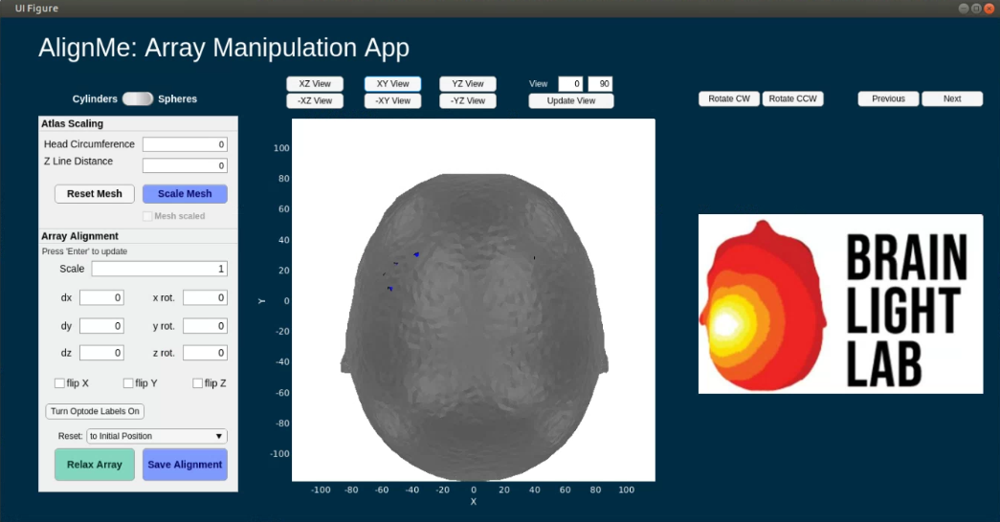 UI Figure
AlignMe: Array Manipulation App
XZ View XY View YZ View View 0 90
-XZ View -XY View -YZ View Update View
Cylinders Spheres
Rotate CW Rotate CCW Previous Next
Atlas Scaling
Head Circumference 0
Z Line Distance 0
Reset Mesh Scale Mesh
Mesh scaled
Array Alignment
Press 'Enter' to update
Scale 1
dx 0 x rot. 0
dy 0 y rot. 0
dz 0 z rot. 0
flip X flip Y flip Z
Turn Optode Labels On
Reset: to Initial Position
Relax Array Save Alignment
100
80
60
40
20
0
-20
-40
-60
-80
-100
Y
-100 -80 -60 -40 -20 0 20 40 60 80 100
X
BRAIN
LIGHT
LAB